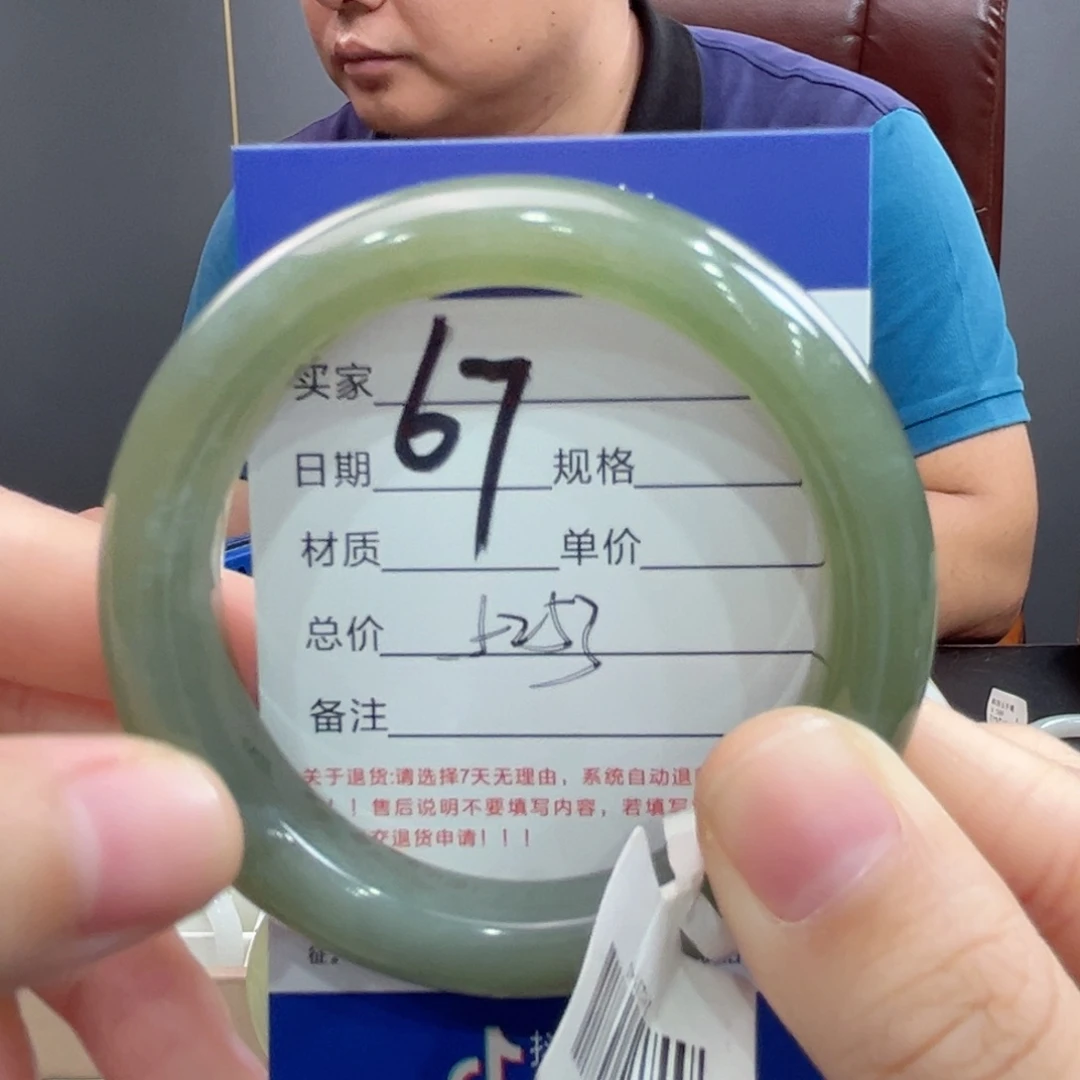 买家 67
日期 规格
材质 单价
总价
备注
关于退货:请选择7天无理由，系统自动退
！！售后说明不要填写内容，若填写
交退货申请！！！
征。
抖